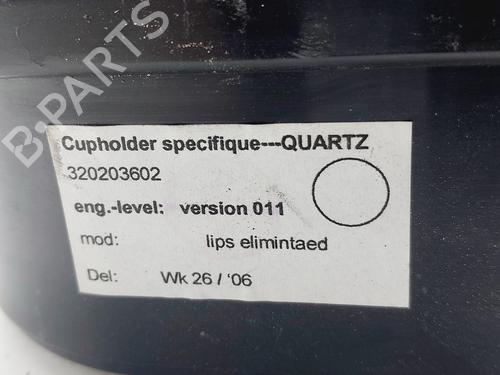 B-PARTS
Cupholder specifique---QUARTZ
320203602
eng.-level: version 011
mod: lips elimintaed
Del: Wk 26 / '06